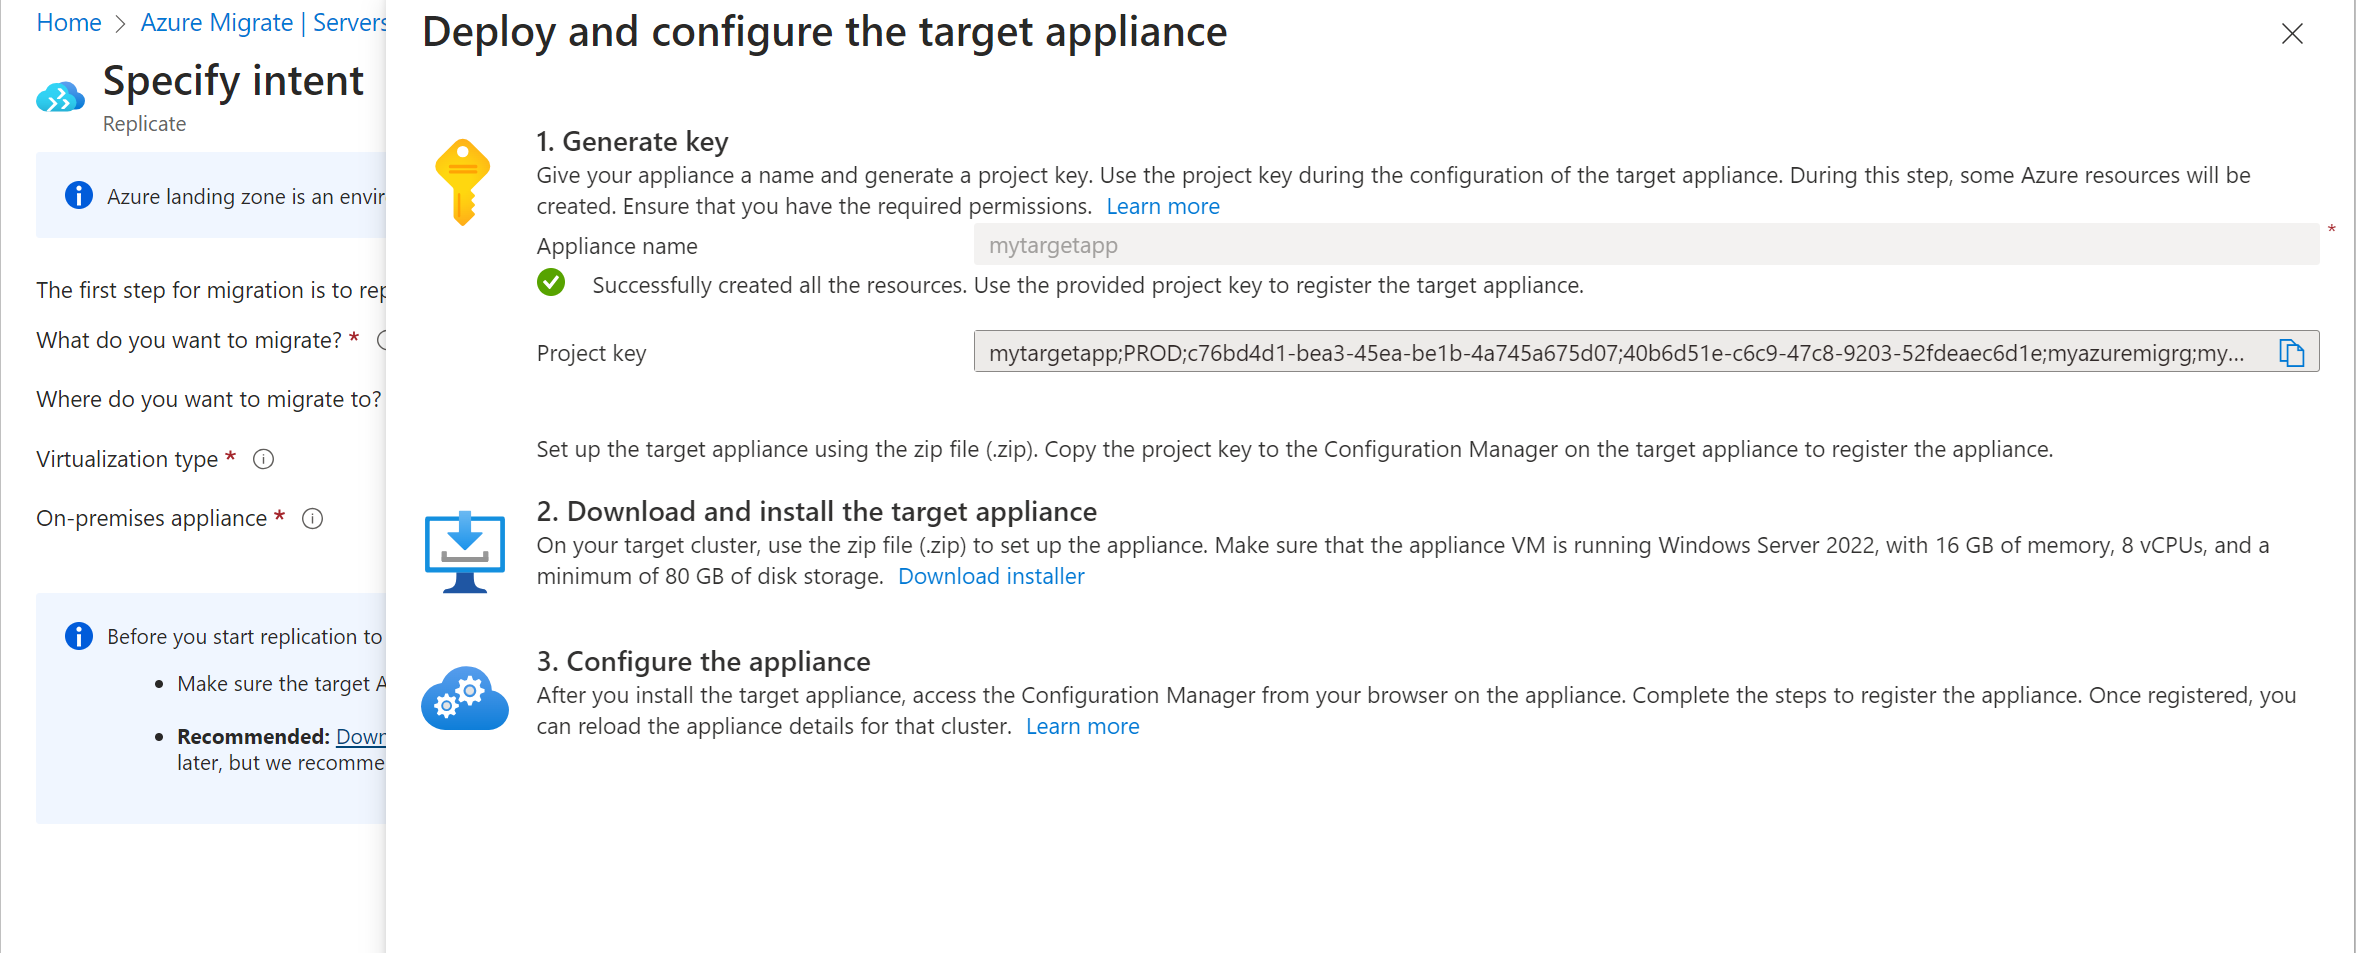 Home > Azure Migrate | Servers
Specify intent
Replicate
Azure landing zone is an envir
The first step for migration is to rep
What do you want to migrate? *
Where do you want to migrate to?
Virtualization type *
On-premises appliance *
Before you start replication to
• Make sure the target A
• Recommended: Down
later, but we recomme
Deploy and configure the target appliance
1. Generate key
Give your appliance a name and generate a project key. Use the project key during the configuration of the target appliance. During this step, some Azure resources will be
created. Ensure that you have the required permissions. Learn more
Appliance name mytargetapp *
Successfully created all the resources. Use the provided project key to register the target appliance.
Project key mytargetapp;PROD;c76bd4d1-bea3-45ea-be1b-4a745a675d07;40b6d51e-c6c9-47c8-9203-52fdeaec6d1e;myazuremigrg;my...
Set up the target appliance using the zip file (.zip). Copy the project key to the Configuration Manager on the target appliance to register the appliance.
2. Download and install the target appliance
On your target cluster, use the zip file (.zip) to set up the appliance. Make sure that the appliance VM is running Windows Server 2022, with 16 GB of memory, 8 vCPUs, and a
minimum of 80 GB of disk storage. Download installer
3. Configure the appliance
After you install the target appliance, access the Configuration Manager from your browser on the appliance. Complete the steps to register the appliance. Once registered, you
can reload the appliance details for that cluster. Learn more